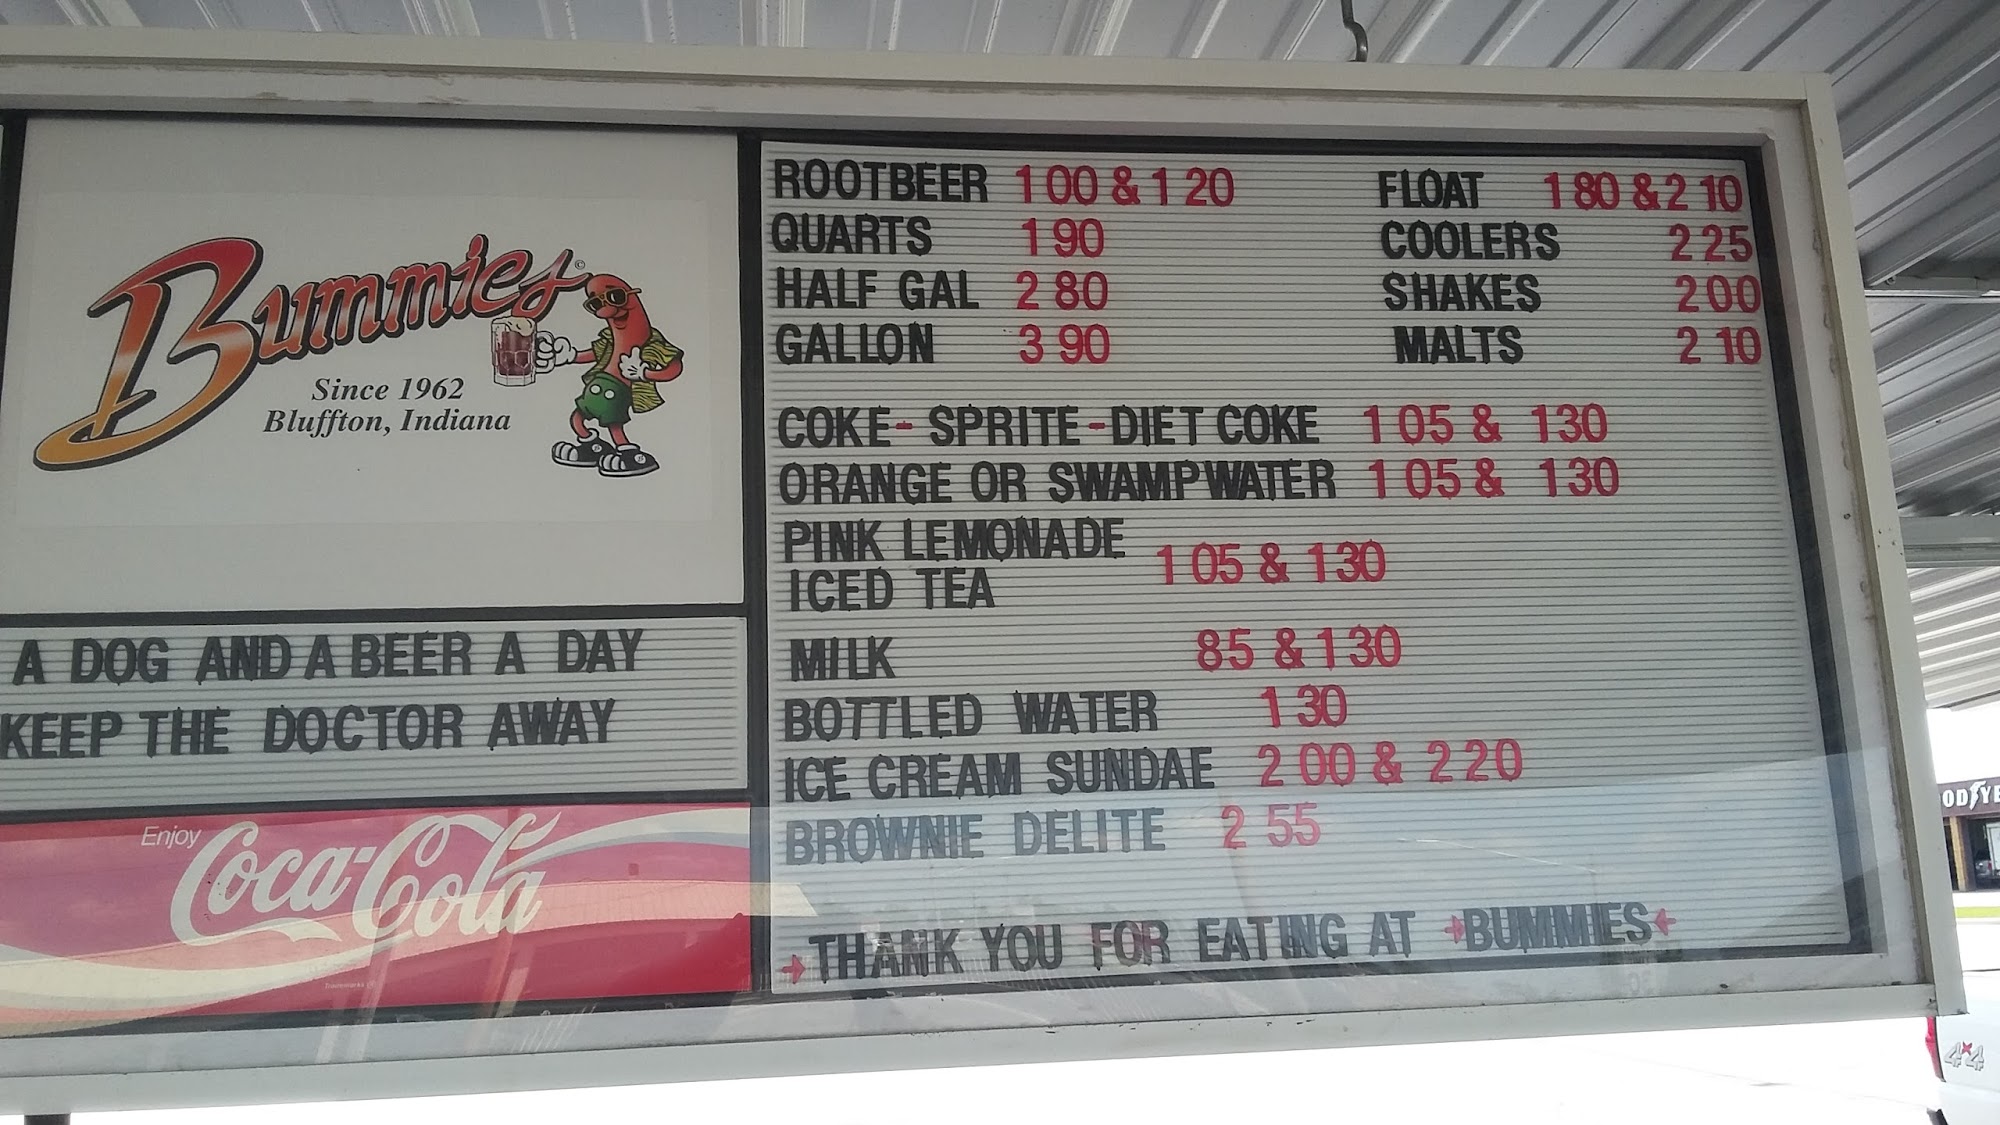 Bummies
©
Since 1962
Bluffton, Indiana
A DOG AND A BEER A DAY
KEEP THE DOCTOR AWAY
Enjoy
Coca-Cola
ROOTBEER 100 & 120 FLOAT 180 & 210
QUARTS 190 COOLERS 225
HALF GAL 280 SHAKES 200
GALLON 390 MALTS 210
COKE- SPRITE-DIET COKE 105 & 130
ORANGE OR SWAMPWATER 105 & 130
PINK LEMONADE
ICED TEA 105 & 130
MILK 85 & 130
BOTTLED WATER 130
ICE CREAM SUNDAE 200 & 220
BROWNIE DELITE 255
THANK YOU FOR EATING AT BUMMIES
4x4